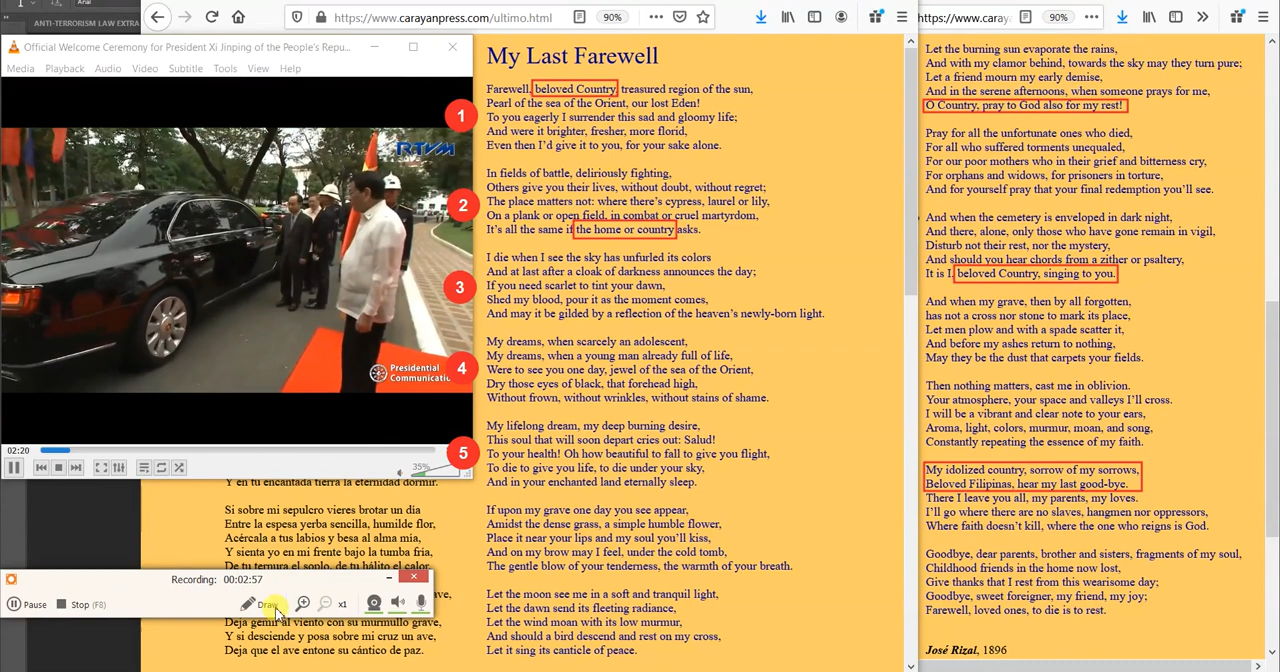 ANTI-TERRORISM LAW EXTRA
Arial
https://www.carayanpress.com/ultimo.html
90%
https://www.caray
90%
Official Welcome Ceremony for President Xi Jinping of the People's Repu...
Media Playback Audio Video Subtitle Tools View Help
RTVM
Presidential
Communicatio
02:20
35%
My Last Farewell
1
Farewell, beloved Country, treasured region of the sun,
Pearl of the sea of the Orient, our lost Eden!
To you eagerly I surrender this sad and gloomy life;
And were it brighter, fresher, more florid,
Even then I'd give it to you, for your sake alone.
2
In fields of battle, deliriously fighting,
Others give you their lives, without doubt, without regret;
The place matters not: where there's cypress, laurel or lily,
On a plank or open field, in combat or cruel martyrdom,
It's all the same if the home or country asks.
3
I die when I see the sky has unfurled its colors
And at last after a cloak of darkness announces the day;
If you need scarlet to tint your dawn,
Shed my blood, pour it as the moment comes,
And may it be gilded by a reflection of the heaven's newly-born light.
4
My dreams, when scarcely an adolescent,
My dreams, when a young man already full of life,
Were to see you one day, jewel of the sea of the Orient,
Dry those eyes of black, that forehead high,
Without frown, without wrinkles, without stains of shame.
5
My lifelong dream, my deep burning desire,
This soul that will soon depart cries out: Salud!
To your health! Oh how beautiful to fall to give you flight,
To die to give you life, to die under your sky,
And in your enchanted land eternally sleep.
If upon my grave one day you see appear,
Amidst the dense grass, a simple humble flower,
Place it near your lips and my soul you'll kiss,
And on my brow may I feel, under the cold tomb,
The gentle blow of your tenderness, the warmth of your breath.
Let the moon see me in a soft and tranquil light,
Let the dawn send its fleeting radiance,
Let the wind moan with its low murmur,
And should a bird descend and rest on my cross,
Let it sing its canticle of peace.
Y en tu encantada tierra la eternidad dormir.
Si sobre mi sepulcro vieres brotar un día
Entre la espesa yerba sencilla, humilde flor,
Acércala a tus labios y besa al alma mía,
Y sienta yo en mi frente bajo la tumba fría,
De tu ternura el soplo, de tu hálito el calor.
Deja gemir al viento con su murmullo grave,
Y si desciende y posa sobre mi cruz un ave,
Deja que el ave entone su cántico de paz.
Recording: 00:02:57
Pause Stop (F8) Draw x1
Let the burning sun evaporate the rains,
And with my clamor behind, towards the sky may they turn pure;
Let a friend mourn my early demise,
And in the serene afternoons, when someone prays for me,
O Country, pray to God also for my rest!
Pray for all the unfortunate ones who died,
For all who suffered torments unequaled,
For our poor mothers who in their grief and bitterness cry,
For orphans and widows, for prisoners in torture,
And for yourself pray that your final redemption you'll see.
And when the cemetery is enveloped in dark night,
And there, alone, only those who have gone remain in vigil,
Disturb not their rest, nor the mystery,
And should you hear chords from a zither or psaltery,
It is I, beloved Country, singing to you.
And when my grave, then by all forgotten,
has not a cross nor stone to mark its place,
Let men plow and with a spade scatter it,
And before my ashes return to nothing,
May they be the dust that carpets your fields.
Then nothing matters, cast me in oblivion.
Your atmosphere, your space and valleys I'll cross.
I will be a vibrant and clear note to your ears,
Aroma, light, colors, murmur, moan, and song,
Constantly repeating the essence of my faith.
My idolized country, sorrow of my sorrows,
Beloved Filipinas, hear my last good-bye.
There I leave you all, my parents, my loves.
I'll go where there are no slaves, hangmen nor oppressors,
Where faith doesn't kill, where the one who reigns is God.
Goodbye, dear parents, brother and sisters, fragments of my soul,
Childhood friends in the home now lost,
Give thanks that I rest from this wearisome day;
Goodbye, sweet foreigner, my friend, my joy;
Farewell, loved ones, to die is to rest.
José Rizal, 1896